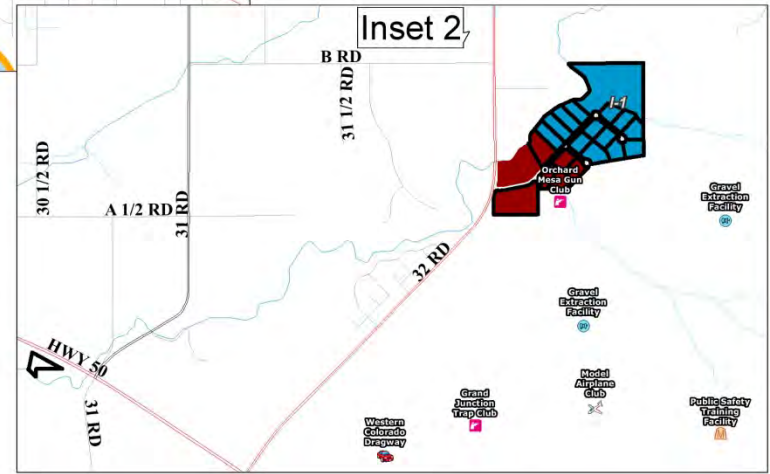 Inset 2
B RD
31 1/2 RD
I-1
30 1/2 RD
A 1/2 RD
31 RD
Orchard
Mesa Gun
Club
Gravel
Extraction
Facility
32 RD
Gravel
Extraction
Facility
HWY 50
31 RD
Model
Airplane
Club
Grand
Junction
Trap Club
Western
Colorado
Dragway
Public Safety
Training
Facility